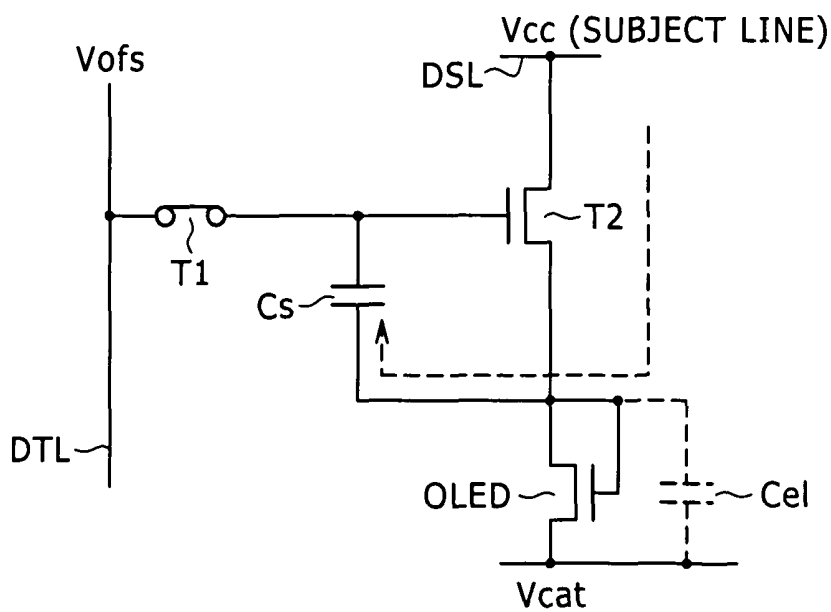 Vcc (SUBJECT LINE)
Vofs
DSL
T2
T1
Cs
DTL
OLED
Cel
Vcat